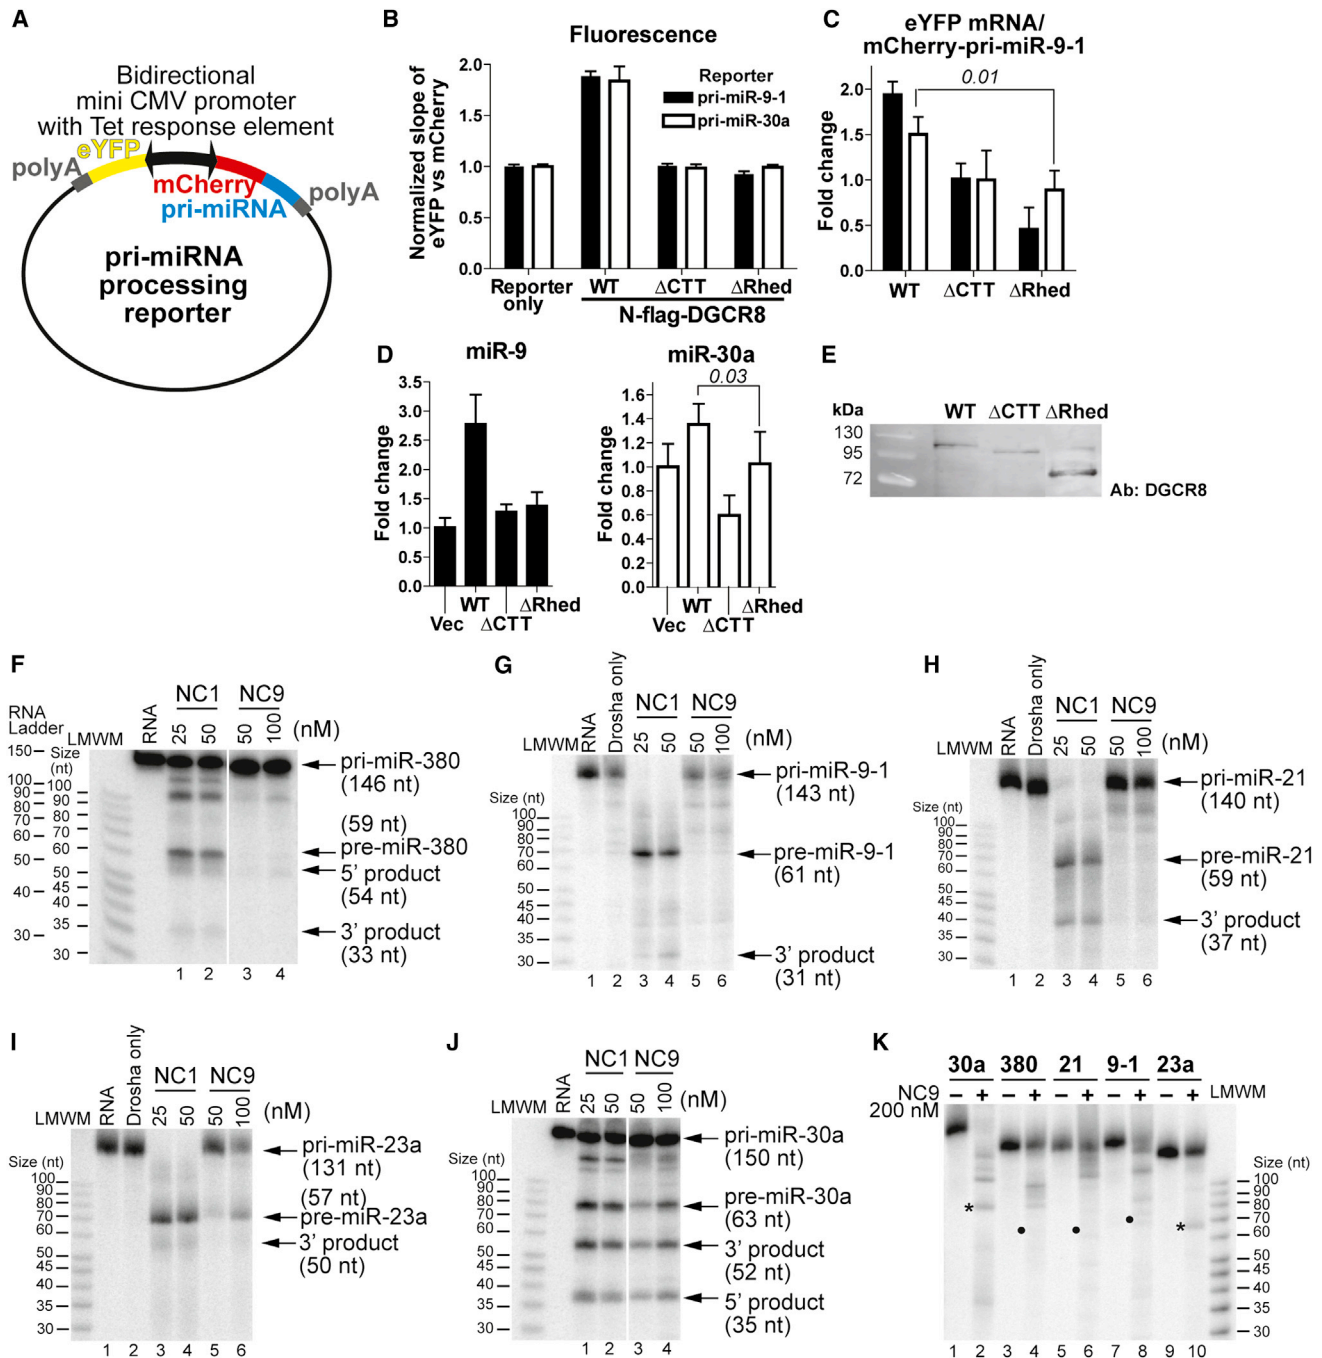 A
Bidirectional
mini CMV promoter
with Tet response element
eYFP
polyA
mCherry
pri-miRNA
polyA
pri-miRNA
processing
reporter
B
Fluorescence
Normalized slope of
eYFP vs mCherry
2.0
1.5
1.0
0.5
0.0
Reporter
pri-miR-9-1
pri-miR-30a
Reporter
only
WT
ΔCTT
ΔRhed
N-flag-DGCR8
C
eYFP mRNA/
mCherry-pri-miR-9-1
Fold change
2.0
1.5
1.0
0.5
0.0
0.01
WT
ΔCTT
ΔRhed
D
miR-9
Fold change
3.5
3.0
2.5
2.0
1.5
1.0
0.5
0.0
Vec
WT
ΔCTT
ΔRhed
miR-30a
Fold change
1.6
1.4
1.2
1.0
0.8
0.6
0.4
0.2
0.0
0.03
Vec
WT
ΔCTT
ΔRhed
E
kDa
WT ΔCTT ΔRhed
130
95
72
Ab: DGCR8
F
RNA
Ladder
LMWM
RNA
NC1
NC9
25
50
50
100
(nM)
Size
(nt)
150
100
80
60
50
40
30
100
90
80
70
60
50
45
40
35
30
pri-miR-380
(146 nt)
(59 nt)
pre-miR-380
5' product
(54 nt)
3' product
(33 nt)
1 2 3 4
G
LMWM
RNA
Drosha only
NC1
NC9
25
50
50
100
(nM)
Size (nt)
100
90
80
70
60
50
45
40
35
30
pri-miR-9-1
(143 nt)
pre-miR-9-1
(61 nt)
3' product
(31 nt)
1 2 3 4 5 6
H
LMWM
RNA
Drosha only
NC1
NC9
25
50
50
100
(nM)
Size (nt)
100
90
80
70
60
50
45
40
35
30
pri-miR-21
(140 nt)
pre-miR-21
(59 nt)
3' product
(37 nt)
1 2 3 4 5 6
I
LMWM
RNA
Drosha only
NC1
NC9
25
50
50
100
(nM)
Size (nt)
100
90
80
70
60
50
45
40
35
30
pri-miR-23a
(131 nt)
(57 nt)
pre-miR-23a
3' product
(50 nt)
1 2 3 4 5 6
J
LMWM
RNA
NC1
NC9
25
50
50
100
(nM)
Size (nt)
100
90
80
70
60
50
45
40
35
30
pri-miR-30a
(150 nt)
pre-miR-30a
(63 nt)
3' product
(52 nt)
5' product
(35 nt)
1 2 3 4
K
30a 380 21 9-1 23a
NC9 – + – + – + – + – + LMWM
200 nM
Size (nt)
100
90
80
70
60
50
45
40
35
30
*
•
•
•
*
1 2 3 4 5 6 7 8 9 10